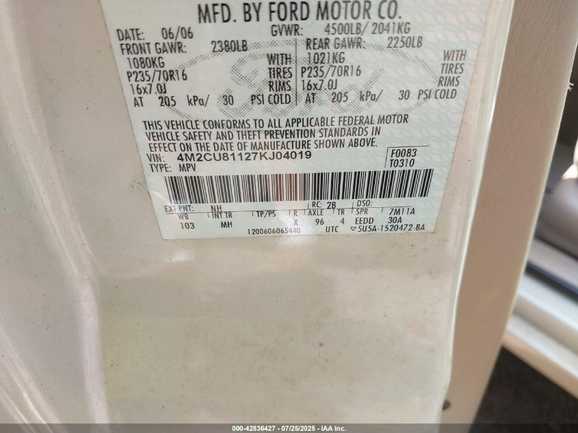 MFD. BY FORD MOTOR CO.
DATE: 06/06 GVWR: 4500LB/ 2041KG
FRONT GAWR: 2380LB REAR GAWR: 2250LB
1080KG WITH 1021KG WITH
P235/70R16 TIRES P235/70R16 TIRES
16x7.0J RIMS 16x7.0J RIMS
AT 205 kPa/ 30 PSI COLD AT 205 kPa/ 30 PSI COLD
THIS VEHICLE CONFORMS TO ALL APPLICABLE FEDERAL MOTOR
VEHICLE SAFETY AND THEFT PREVENTION STANDARDS IN
EFFECT ON THE DATE OF MANUFACTURE SHOWN ABOVE.
VIN: 4M2CU81127KJ04019 F0083
TYPE: MPV T0310
EXT PNT: NH RC: 28 DSO:
WB INT TR TP/PS R AXLE TR SPR 7M11A
103 MH X 96 4 EEDD 30A
1200606065440 UTC 5U5A-1520472-BA
000-42836427 | 07/25/2025 | IAA Inc.